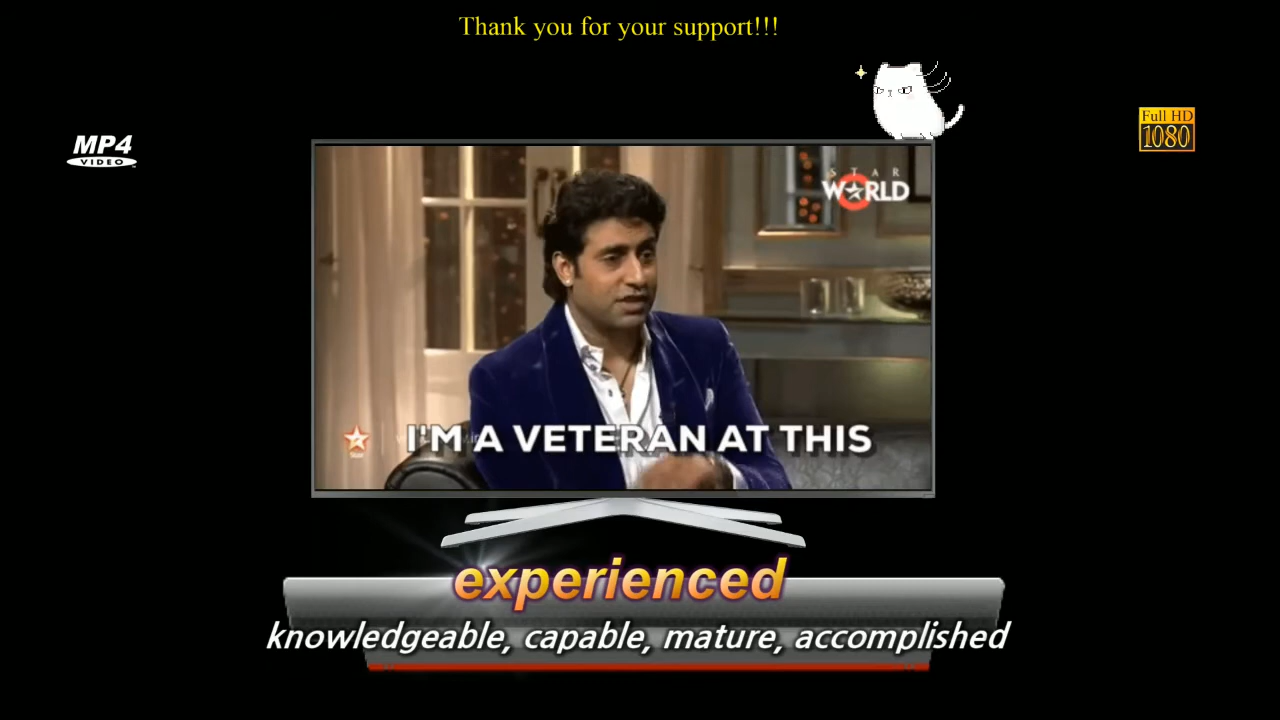 Thank you for your support!!!
MP4
VIDEO
Full HD
1080
STAR
WORLD
I'M A VETERAN AT THIS
Star
experienced
knowledgeable, capable, mature, accomplished